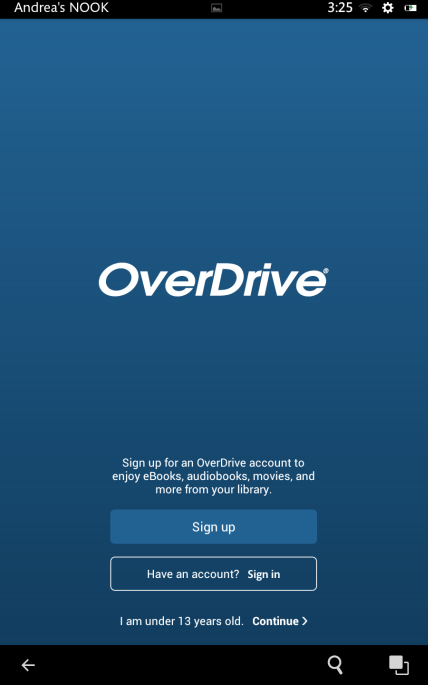 Andrea's NOOK 3:25
OverDrive®
Sign up for an OverDrive account to
enjoy eBooks, audiobooks, movies, and
more from your library.
Sign up
Have an account? Sign in
I am under 13 years old. Continue >